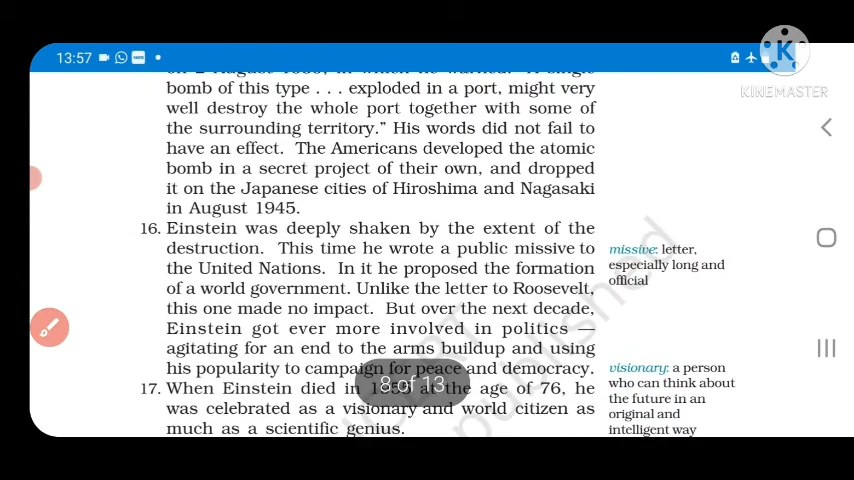 13:57
KINEMASTER
bomb of this type . . . exploded in a port, might very
well destroy the whole port together with some of
the surrounding territory.” His words did not fail to
have an effect. The Americans developed the atomic
bomb in a secret project of their own, and dropped
it on the Japanese cities of Hiroshima and Nagasaki
in August 1945.
16. Einstein was deeply shaken by the extent of the
destruction. This time he wrote a public missive to
the United Nations. In it he proposed the formation
of a world government. Unlike the letter to Roosevelt,
this one made no impact. But over the next decade,
Einstein got ever more involved in politics —
agitating for an end to the arms buildup and using
his popularity to campaign for peace and democracy.
17. When Einstein died in 1955 at the age of 76, he
was celebrated as a visionary and world citizen as
much as a scientific genius.
missive: letter,
especially long and
official
visionary: a person
who can think about
the future in an
original and
intelligent way
8 of 13
published